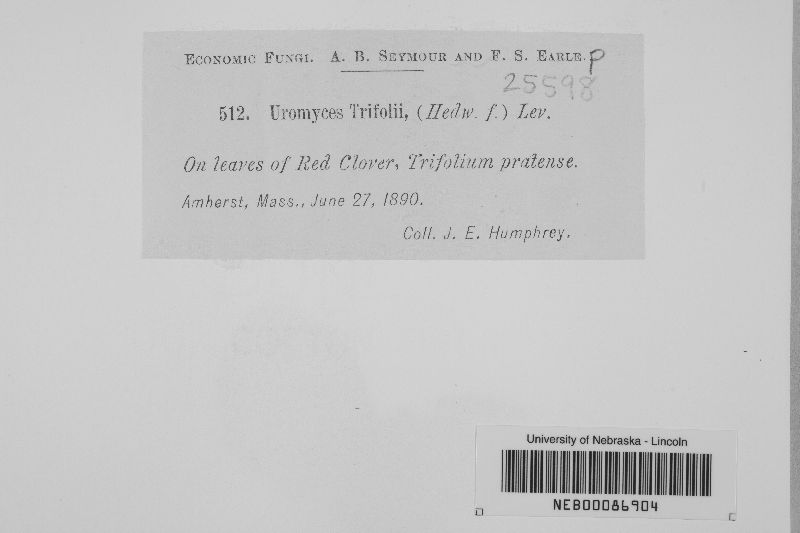 Economic Fungi. A. B. Seymour and F. S. Earle. P
25598
512. Uromyces Trifolii, (Hedw. f.) Lev.
On leaves of Red Clover, Trifolium pratense.
Amherst, Mass., June 27, 1890.
Coll. J. E. Humphrey.
University of Nebraska - Lincoln
NEB00086904